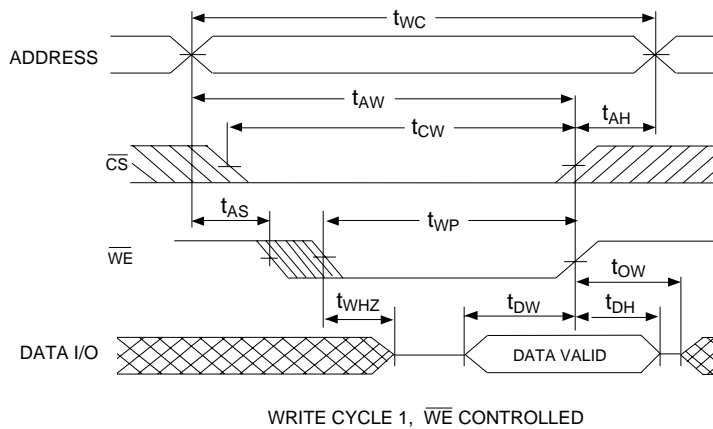 tWC
ADDRESS
tAW
tCW
tAH
CS
tAS
tWP
WE
tOW
tWHZ
tDW
tDH
DATA I/O
DATA VALID
WRITE CYCLE 1, WE CONTROLLED